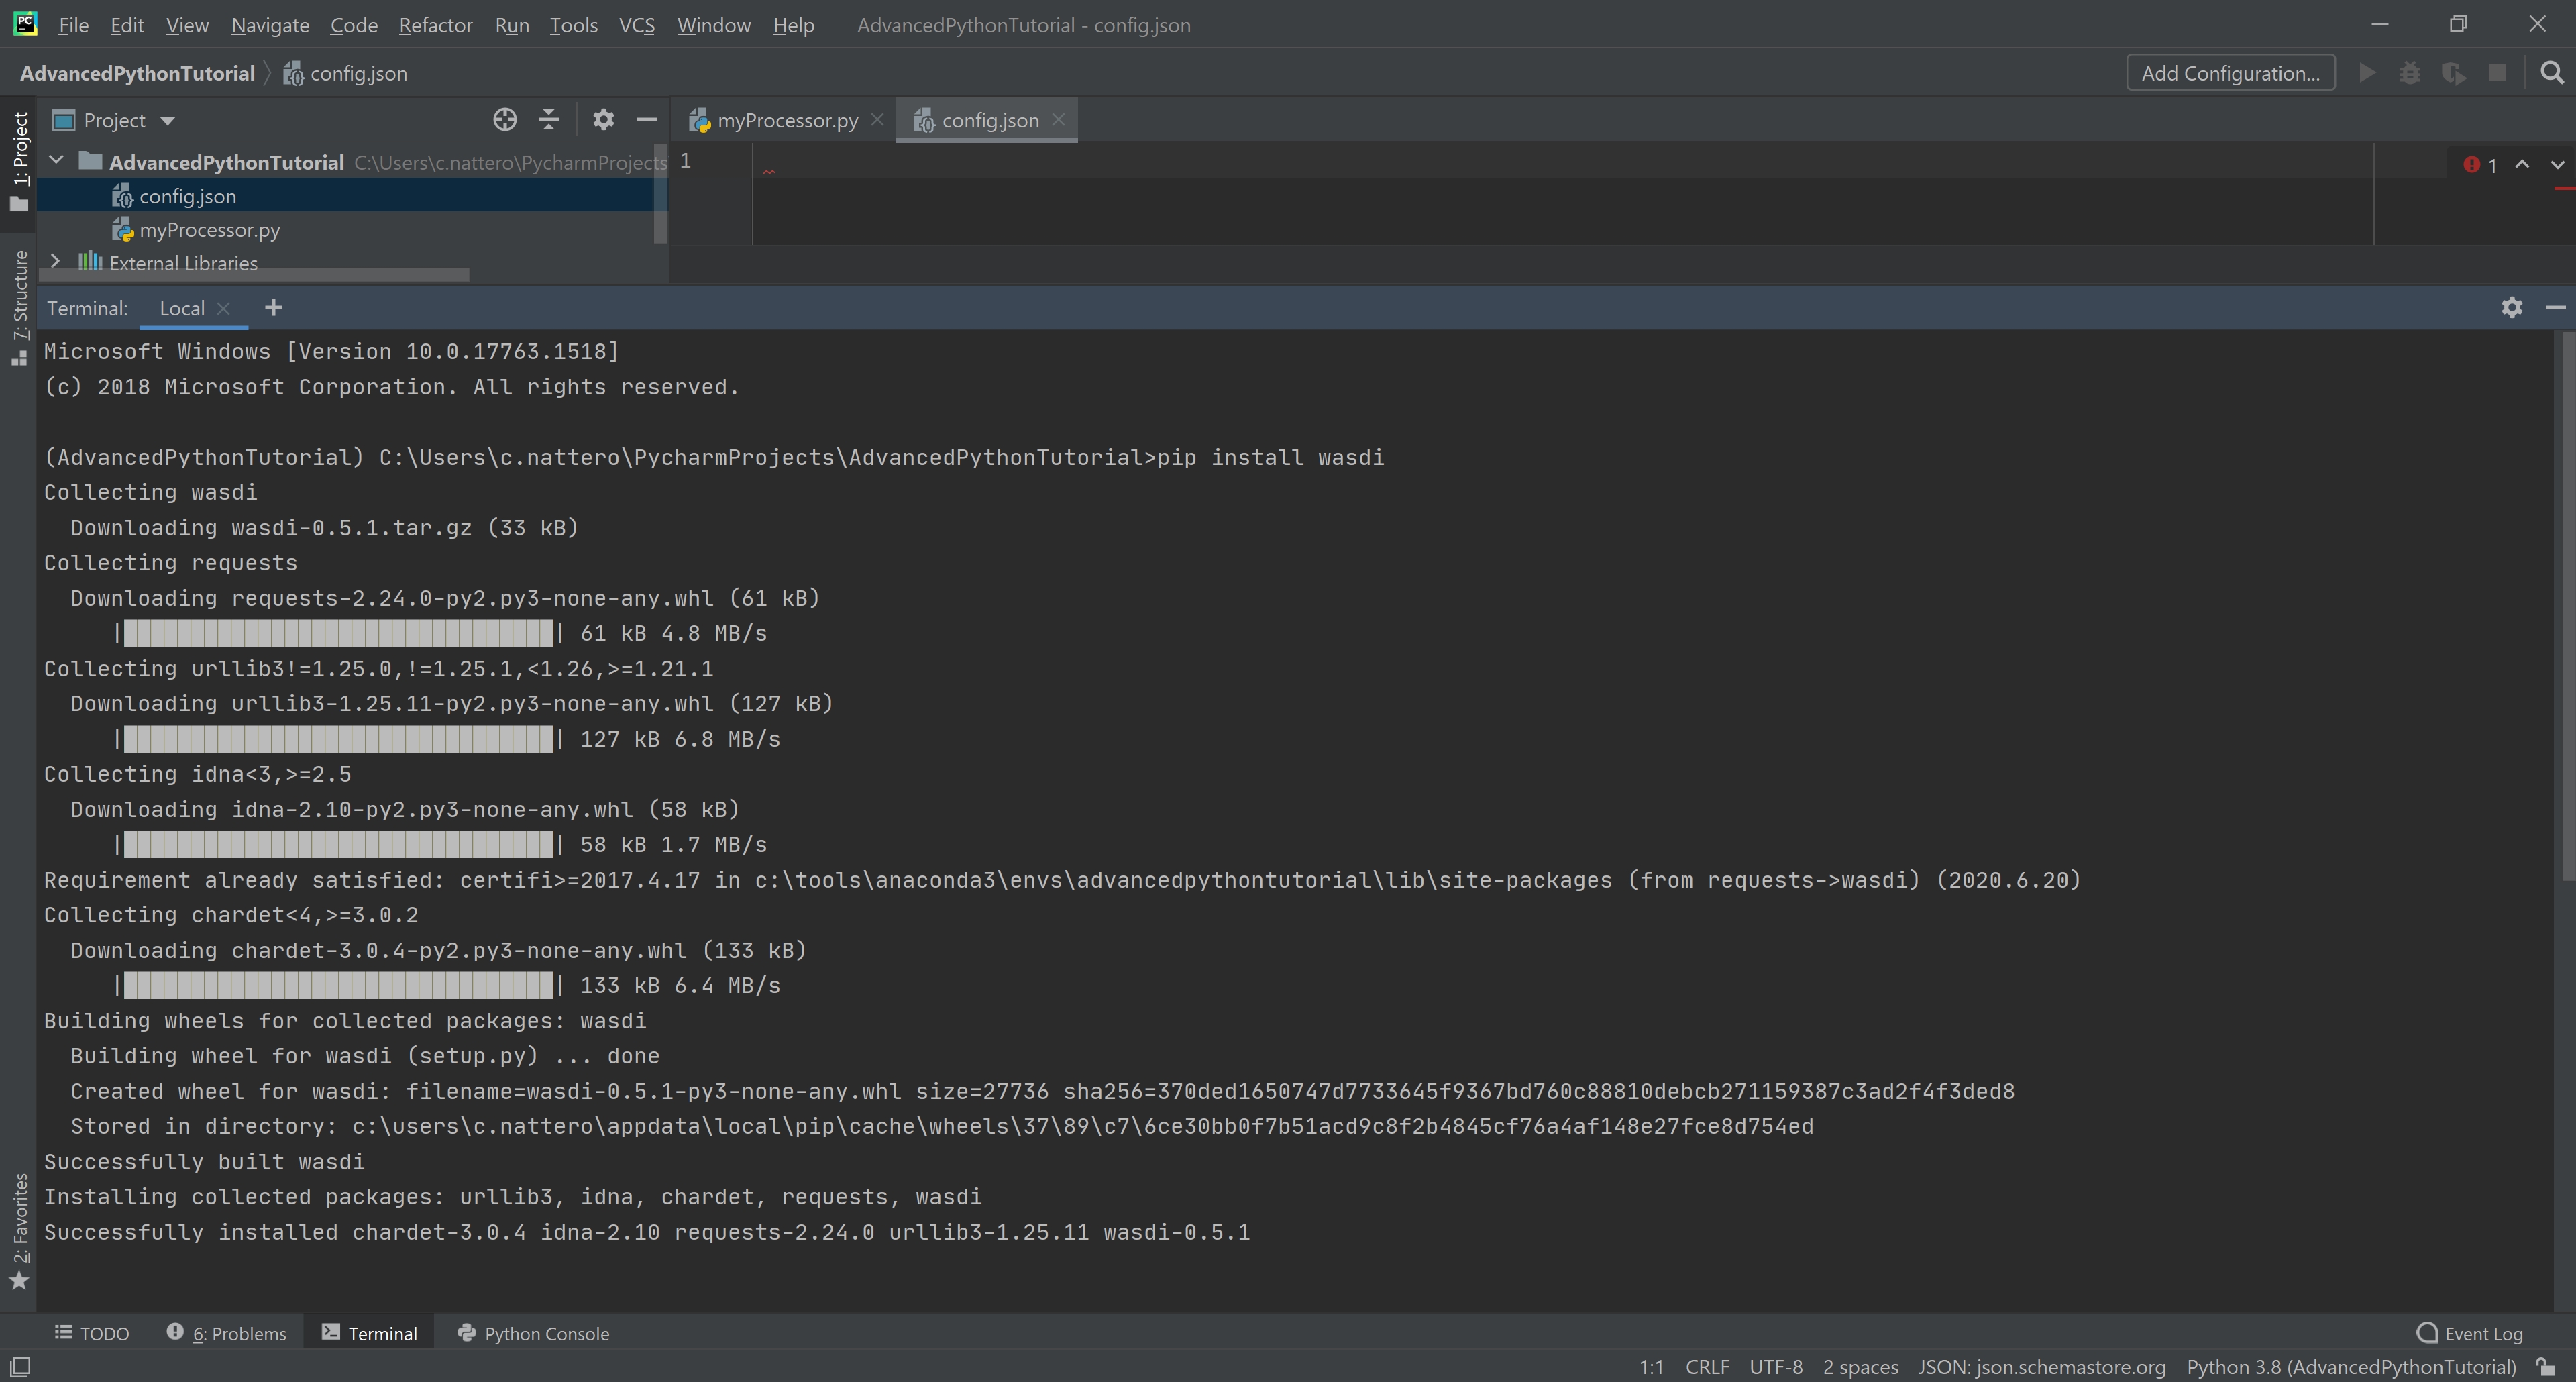 PC File Edit View Navigate Code Refactor Run Tools VCS Window Help AdvancedPythonTutorial - config.json
AdvancedPythonTutorial config.json Add Configuration...
1: Project
Project myProcessor.py config.json
AdvancedPythonTutorial C:\Users\c.nattero\PycharmProjects 1 1
config.json
myProcessor.py
External Libraries
7: Structure
Terminal: Local
Microsoft Windows [Version 10.0.17763.1518]
(c) 2018 Microsoft Corporation. All rights reserved.
(AdvancedPythonTutorial) C:\Users\c.nattero\PycharmProjects\AdvancedPythonTutorial>pip install wasdi
Collecting wasdi
Downloading wasdi-0.5.1.tar.gz (33 kB)
Collecting requests
Downloading requests-2.24.0-py2.py3-none-any.whl (61 kB)
|████████████████████████████████| 61 kB 4.8 MB/s
Collecting urllib3!=1.25.0,!=1.25.1,<1.26,>=1.21.1
Downloading urllib3-1.25.11-py2.py3-none-any.whl (127 kB)
|████████████████████████████████| 127 kB 6.8 MB/s
Collecting idna<3,>=2.5
Downloading idna-2.10-py2.py3-none-any.whl (58 kB)
|████████████████████████████████| 58 kB 1.7 MB/s
Requirement already satisfied: certifi>=2017.4.17 in c:\tools\anaconda3\envs\advancedpythontutorial\lib\site-packages (from requests->wasdi) (2020.6.20)
Collecting chardet<4,>=3.0.2
Downloading chardet-3.0.4-py2.py3-none-any.whl (133 kB)
|████████████████████████████████| 133 kB 6.4 MB/s
Building wheels for collected packages: wasdi
Building wheel for wasdi (setup.py) ... done
Created wheel for wasdi: filename=wasdi-0.5.1-py3-none-any.whl size=27736 sha256=370ded1650747d7733645f9367bd760c88810debcb271159387c3ad2f4f3ded8
Stored in directory: c:\users\c.nattero\appdata\local\pip\cache\wheels\37\89\c7\6ce30bb0f7b51acd9c8f2b4845cf76a4af148e27fce8d754ed
Successfully built wasdi
Installing collected packages: urllib3, idna, chardet, requests, wasdi
Successfully installed chardet-3.0.4 idna-2.10 requests-2.24.0 urllib3-1.25.11 wasdi-0.5.1
2: Favorites
TODO 6: Problems Terminal Python Console Event Log
1:1 CRLF UTF-8 2 spaces JSON: json.schemastore.org Python 3.8 (AdvancedPythonTutorial)